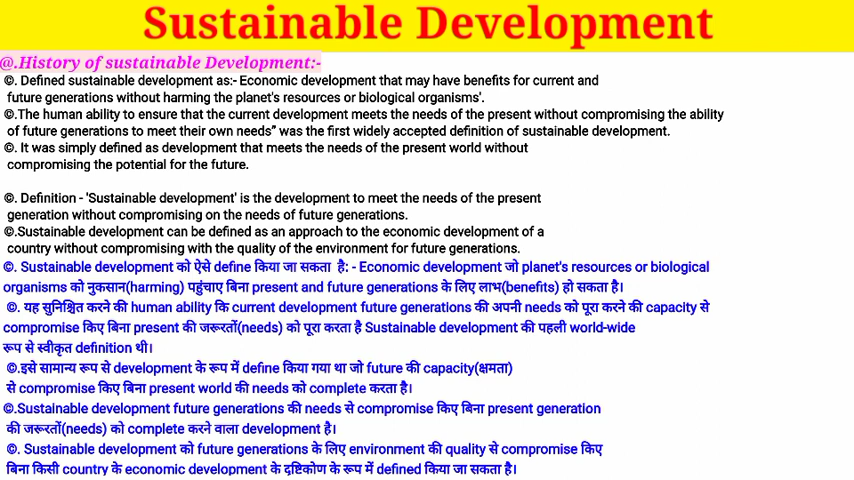 Sustainable Development
@.History of sustainable Development:-
©. Defined sustainable development as:- Economic development that may have benefits for current and
future generations without harming the planet's resources or biological organisms'.
©.The human ability to ensure that the current development meets the needs of the present without compromising the ability
of future generations to meet their own needs” was the first widely accepted definition of sustainable development.
©. It was simply defined as development that meets the needs of the present world without
compromising the potential for the future.
©. Definition - 'Sustainable development' is the development to meet the needs of the present
generation without compromising on the needs of future generations.
©.Sustainable development can be defined as an approach to the economic development of a
country without compromising with the quality of the environment for future generations.
©. Sustainable development को ऐसे define किया जा सकता है: - Economic development जो planet's resources or biological
organisms को नुकसान(harming) पहुंचाए बिना present and future generations के लिए लाभ(benefits) हो सकता है।
©. यह सुनिश्चित करने की human ability कि current development future generations की अपनी needs को पूरा करने की capacity से
compromise किए बिना present की जरूरतों(needs) को पूरा करता है Sustainable development की पहली world-wide
रूप से स्वीकृत definition थी।
©.इसे सामान्य रूप से development के रूप में define किया गया था जो future की capacity(क्षमता)
से compromise किए बिना present world की needs को complete करता है।
©.Sustainable development future generations की needs से compromise किए बिना present generation
की जरूरतों(needs) को complete करने वाला development है।
©. Sustainable development को future generations के लिए environment की quality से compromise किए
बिना किसी country के economic development के दृष्टिकोण के रूप में defined किया जा सकता है।